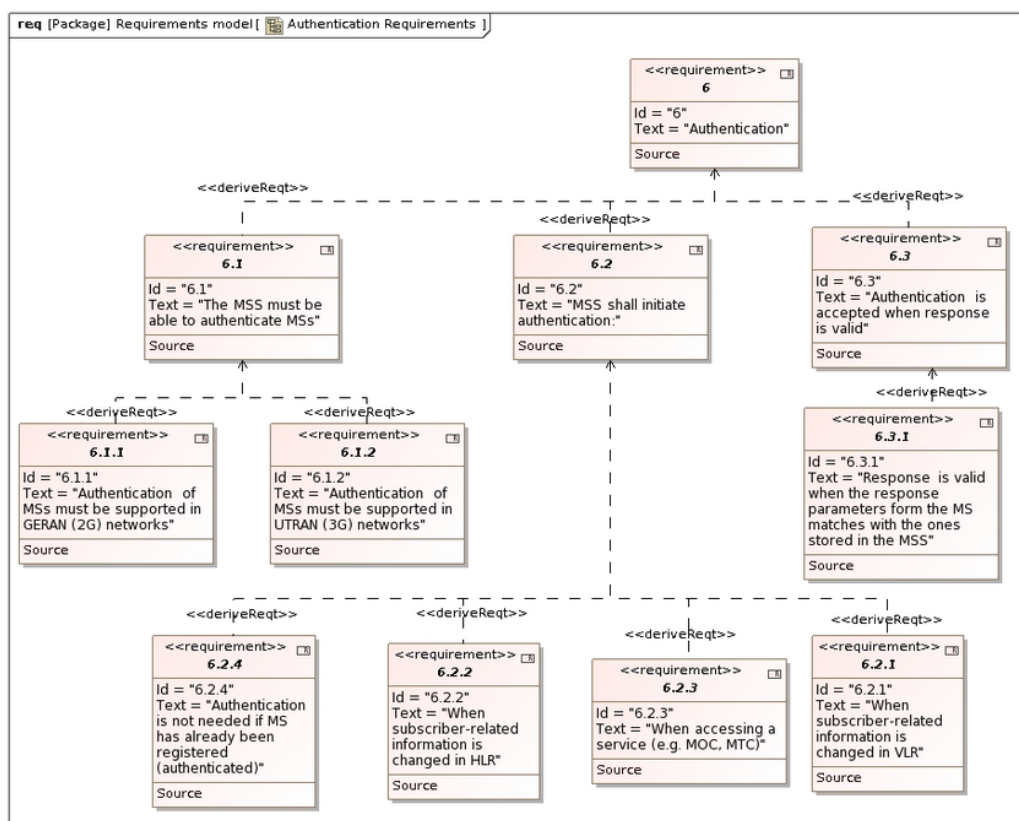 req [Package] Requirements model[ Authentication Requirements ]
<<requirement>>
6
Id = "6"
Text = "Authentication"
Source
<<deriveReqt>>
<<deriveReqt>>
<<deriveReqt>>
<<requirement>>
6.1
Id = "6.1"
Text = "The MSS must be
able to authenticate MSs"
Source
<<requirement>>
6.2
Id = "6.2"
Text = "MSS shall initiate
authentication:"
Source
<<requirement>>
6.3
Id = "6.3"
Text = "Authentication is
accepted when response
is valid"
Source
<<deriveReqt>>
<<deriveReqt>>
<<deriveReqt>>
<<requirement>>
6.1.1
Id = "6.1.1"
Text = "Authentication of
MSs must be supported in
GERAN (2G) networks"
Source
<<requirement>>
6.1.2
Id = "6.1.2"
Text = "Authentication of
MSs must be supported in
UTRAN (3G) networks"
Source
<<requirement>>
6.3.1
Id = "6.3.1"
Text = "Response is valid
when the response
parameters form the MS
matches with the ones
stored in the MSS"
Source
<<deriveReqt>>
<<deriveReqt>>
<<deriveReqt>>
<<deriveReqt>>
<<requirement>>
6.2.4
Id = "6.2.4"
Text = "Authentication
is not needed if MS
has already been
registered
(authenticated)"
Source
<<requirement>>
6.2.2
Id = "6.2.2"
Text = "When
subscriber-related
information is
changed in HLR"
Source
<<requirement>>
6.2.3
Id = "6.2.3"
Text = "When accessing a
service (e.g. MOC, MTC)"
Source
<<requirement>>
6.2.1
Id = "6.2.1"
Text = "When
subscriber-related
information is
changed in VLR"
Source